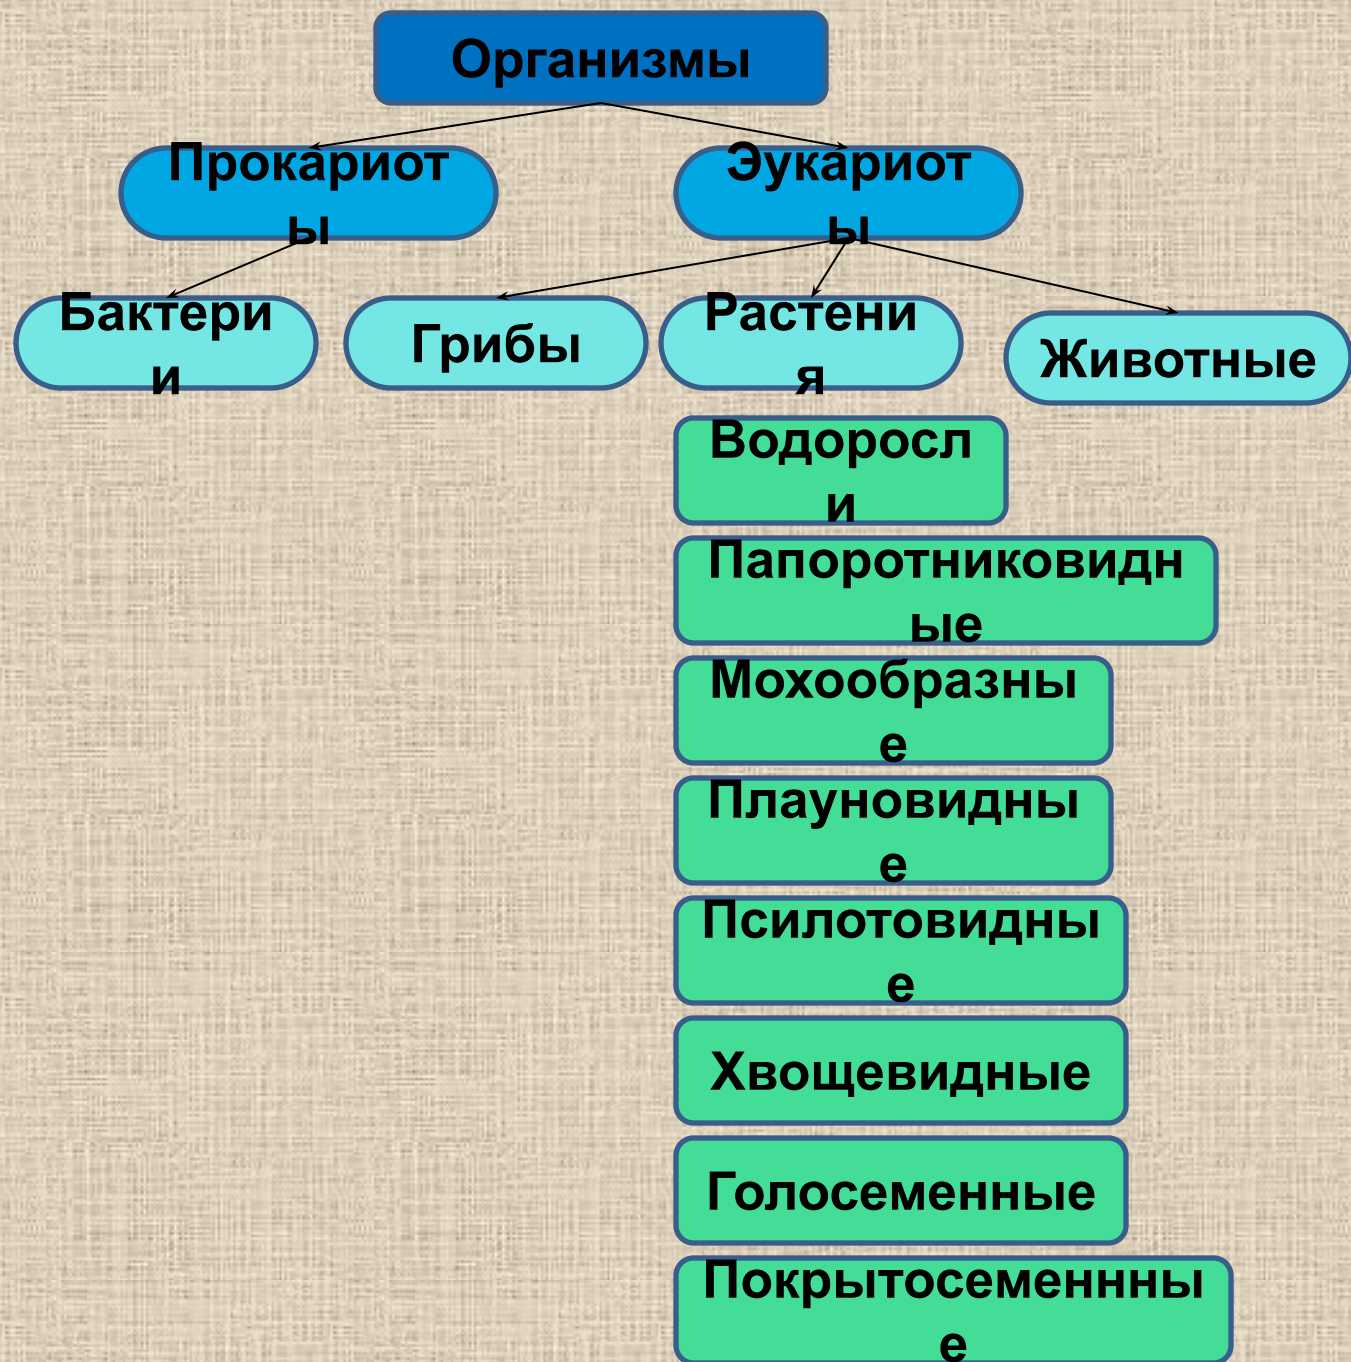 Организмы
Прокариот
ы
Эукариот
ы
Бактери
и
Грибы
Растени
я
Животные
Водоросл
и
Папоротниковидн
ые
Мохообразны
е
Плауновидны
е
Псилотовидны
е
Хвощевидные
Голосеменные
Покрытосеменнны
е